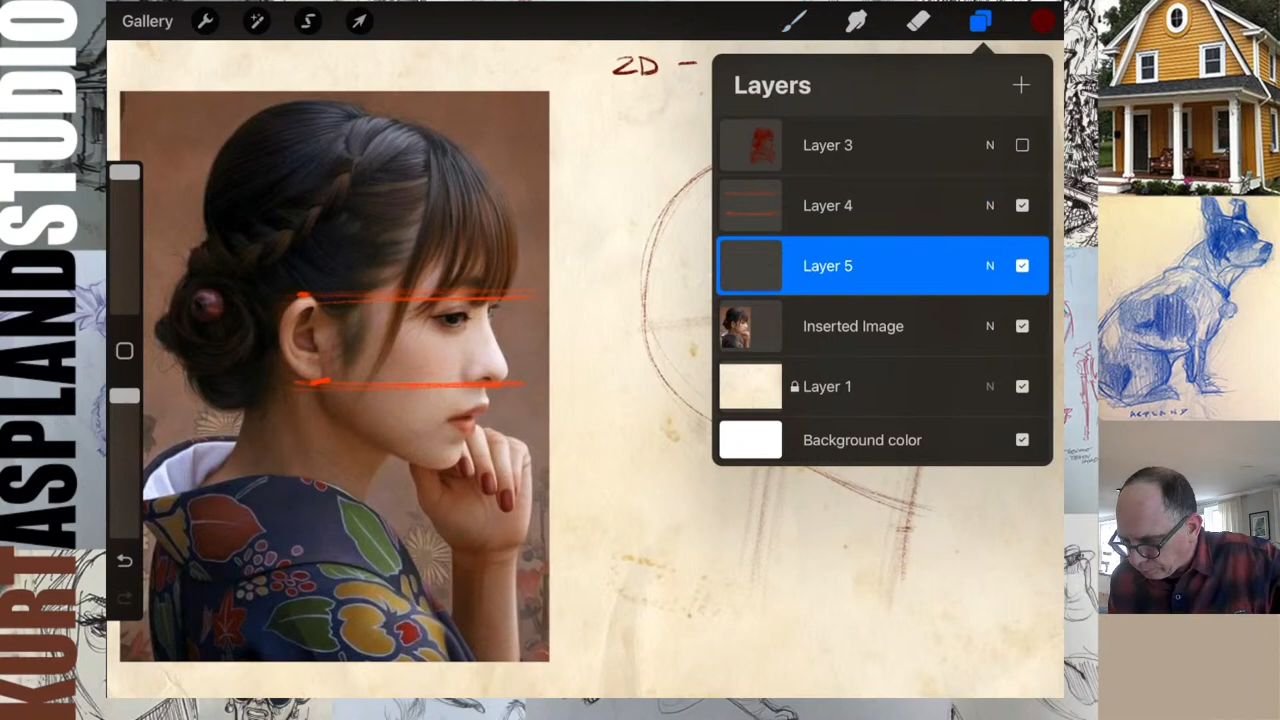 KURT ASPLAND STUDIO
Gallery
2D -
Layers
Layer 3 N
Layer 4 N
Layer 5 N
Inserted Image N
Layer 1 N
Background color